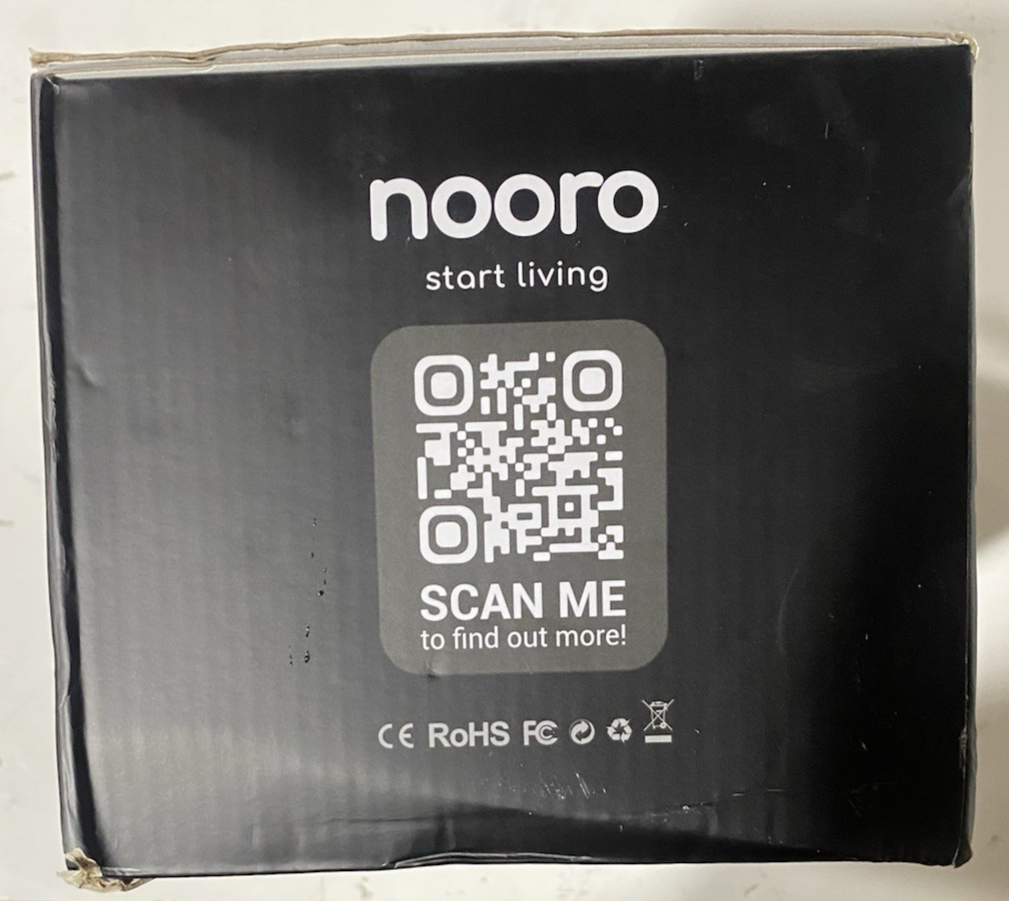 nooro
start living
SCAN ME
to find out more!
CE RoHS FC